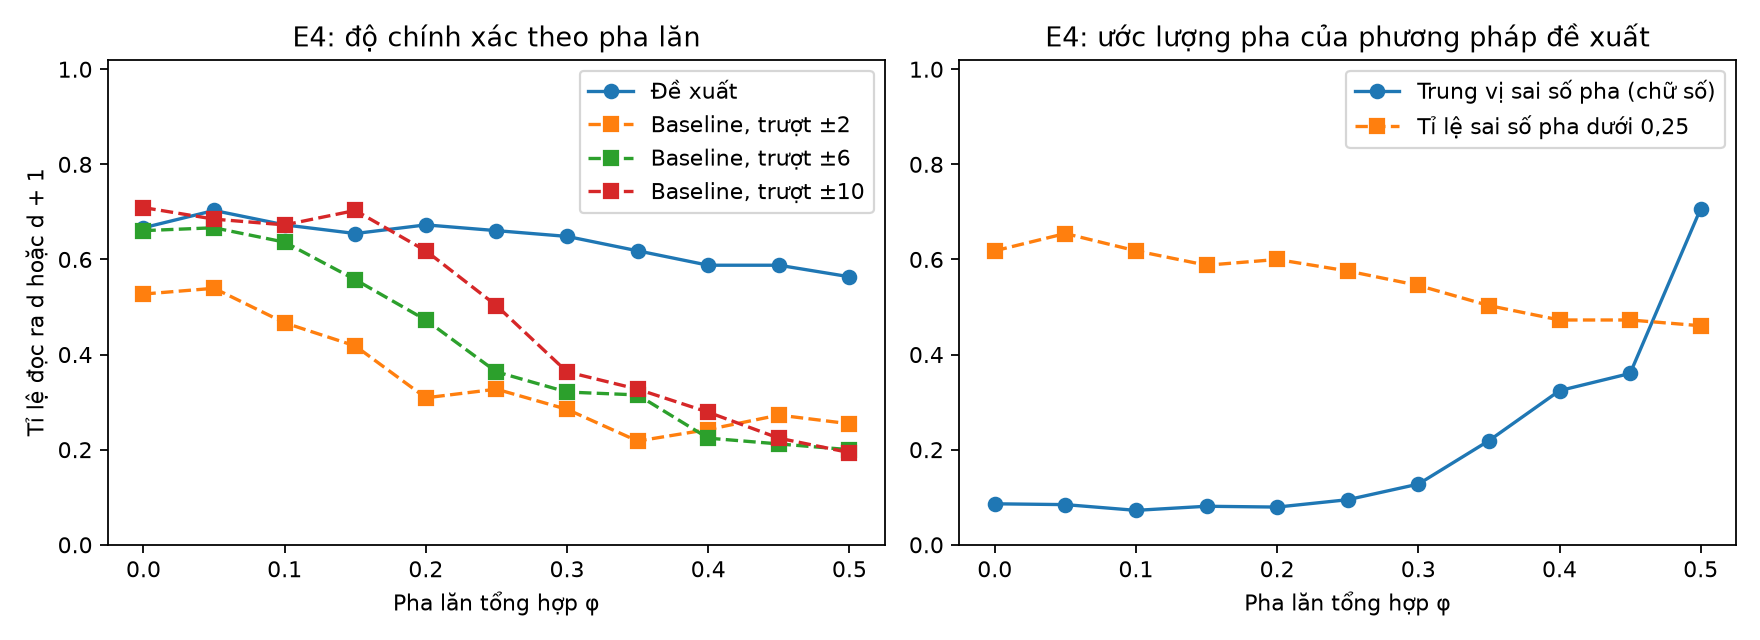 E4: độ chính xác theo pha lăn
Tỉ lệ đọc ra d hoặc d + 1
1.0
0.8
0.6
0.4
0.2
0.0
Đề xuất
Baseline, trượt ±2
Baseline, trượt ±6
Baseline, trượt ±10
0.0 0.1 0.2 0.3 0.4 0.5
Pha lăn tổng hợp φ
E4: ước lượng pha của phương pháp đề xuất
1.0
0.8
0.6
0.4
0.2
0.0
Trung vị sai số pha (chữ số)
Tỉ lệ sai số pha dưới 0,25
0.0 0.1 0.2 0.3 0.4 0.5
Pha lăn tổng hợp φ